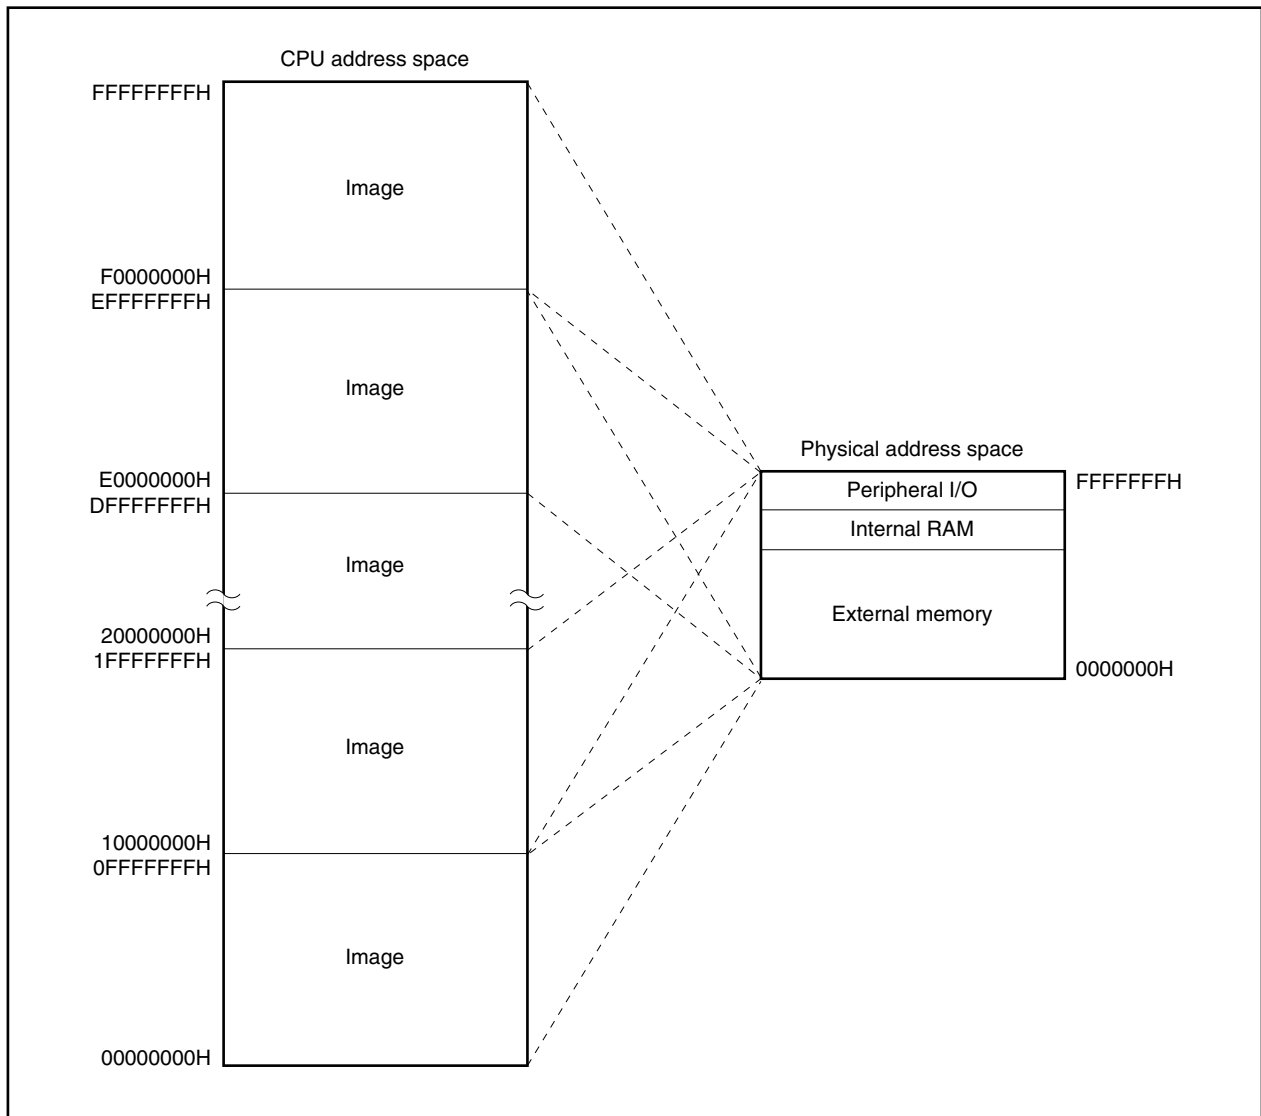 CPU address space
FFFFFFFFH
Image
F0000000H
EFFFFFFFH
Image
E0000000H
DFFFFFFFH
Image
20000000H
1FFFFFFFH
Image
10000000H
0FFFFFFFH
Image
00000000H
Physical address space
Peripheral I/O
FFFFFFFH
Internal RAM
External memory
0000000H